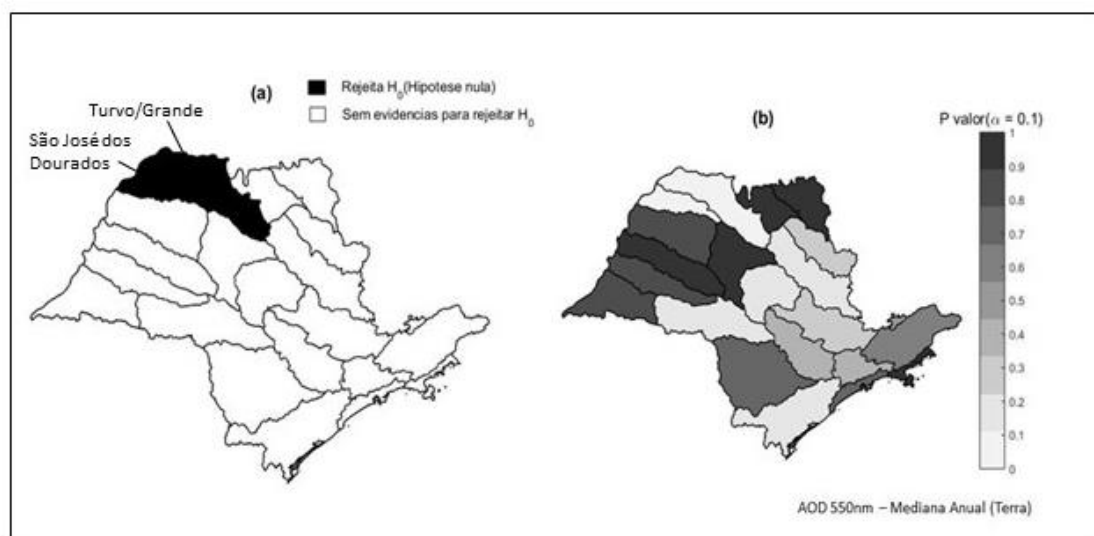 (a)
Rejeita H0(Hipotese nula)
Sem evidencias para rejeitar H0
Turvo/Grande
São José dos
Dourados
(b)
P valor(α = 0.1)
1
0.9
0.8
0.7
0.6
0.5
0.4
0.3
0.2
0.1
0
AOD 550nm – Mediana Anual (Terra)